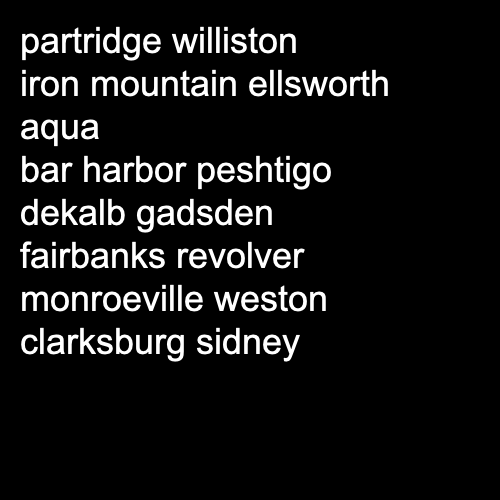 partridge williston
iron mountain ellsworth
aqua
bar harbor peshtigo
dekalb gadsden
fairbanks revolver
monroeville weston
clarksburg sidney